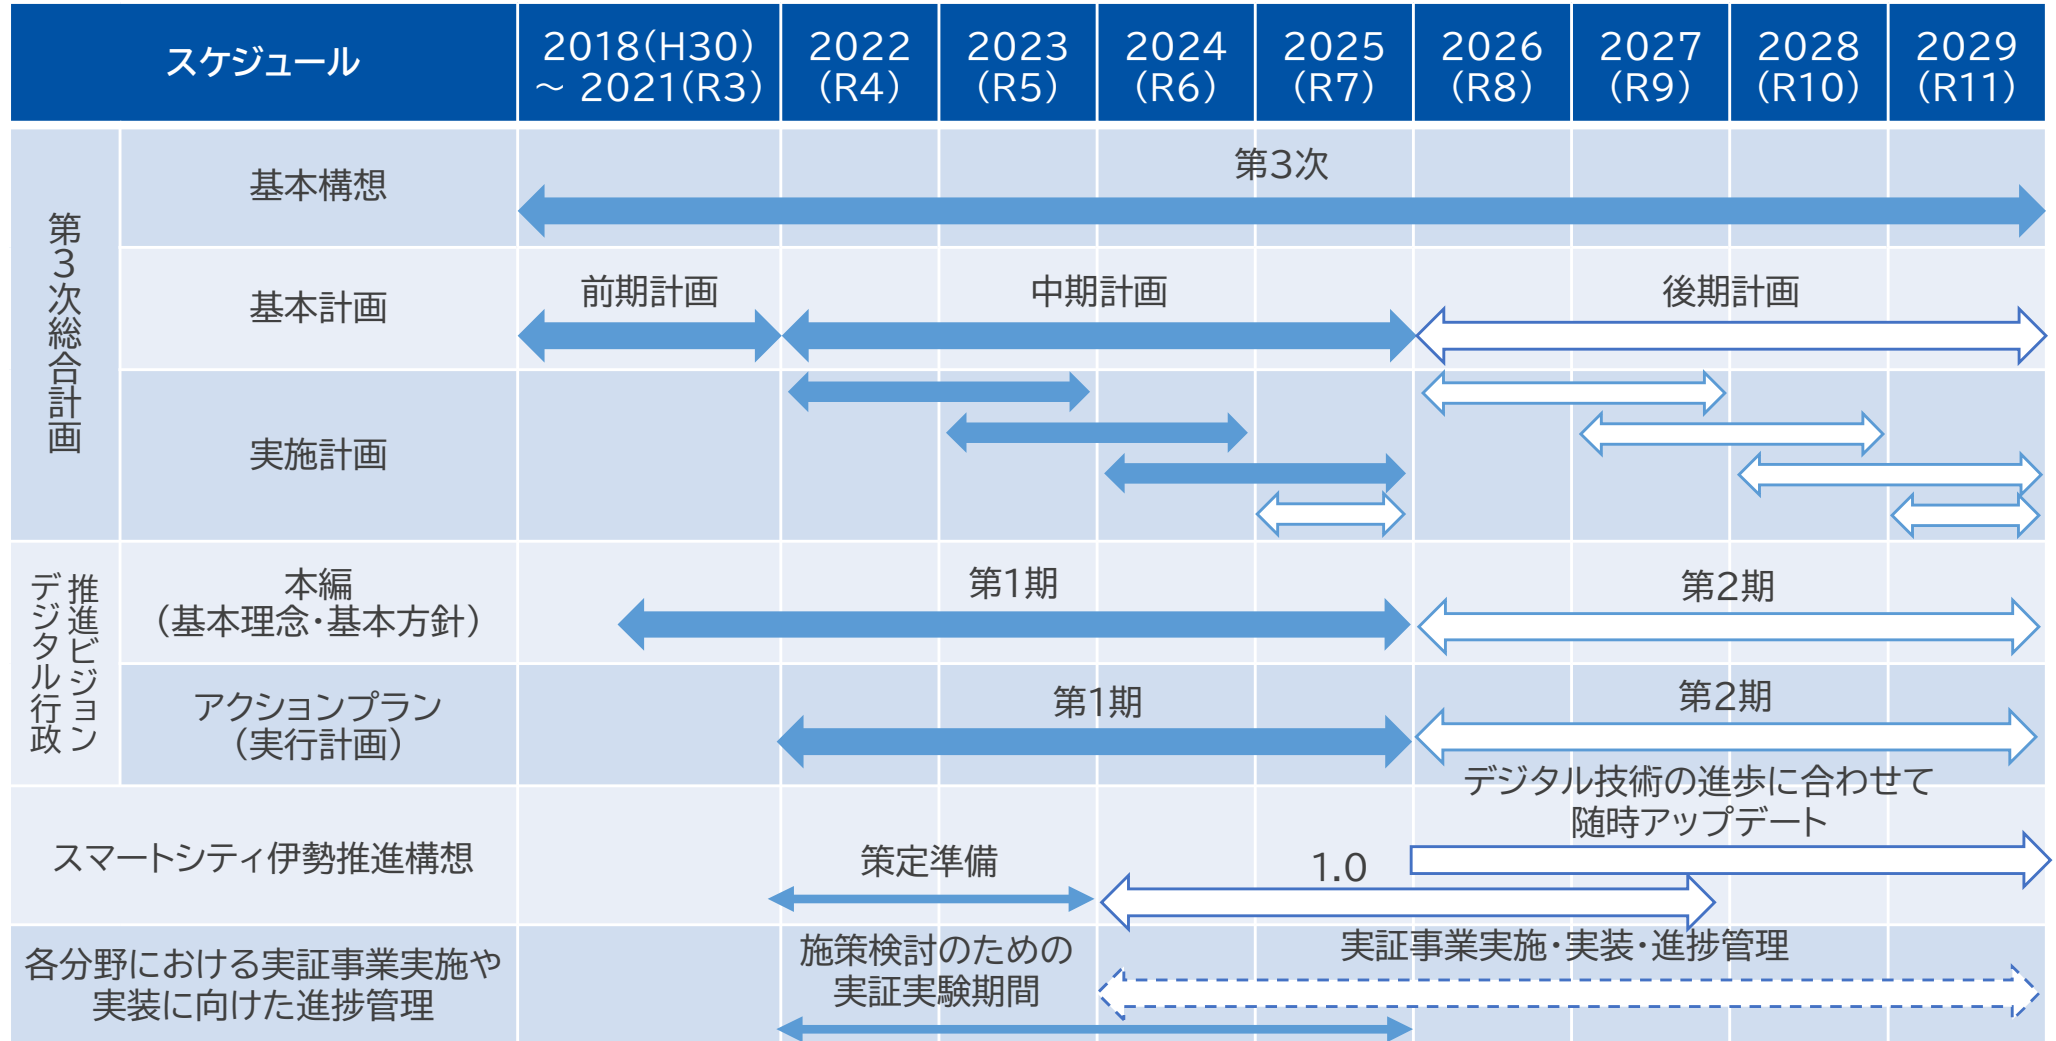 スケジュール
2018(H30)
～ 2021(R3)
2022
(R4)
2023
(R5)
2024
(R6)
2025
(R7)
2026
(R8)
2027
(R9)
2028
(R10)
2029
(R11)
第3次総合計画
基本構想
第3次
基本計画
前期計画
中期計画
後期計画
実施計画
デジタル行政
推進ビジョン
本編
（基本理念・基本方針）
第1期
第2期
アクションプラン
（実行計画）
第1期
第2期
スマートシティ伊勢推進構想
策定準備
1.0
デジタル技術の進歩に合わせて
随時アップデート
各分野における実証事業実施や
実装に向けた進捗管理
施策検討のための
実証実験期間
実証事業実施・実装・進捗管理